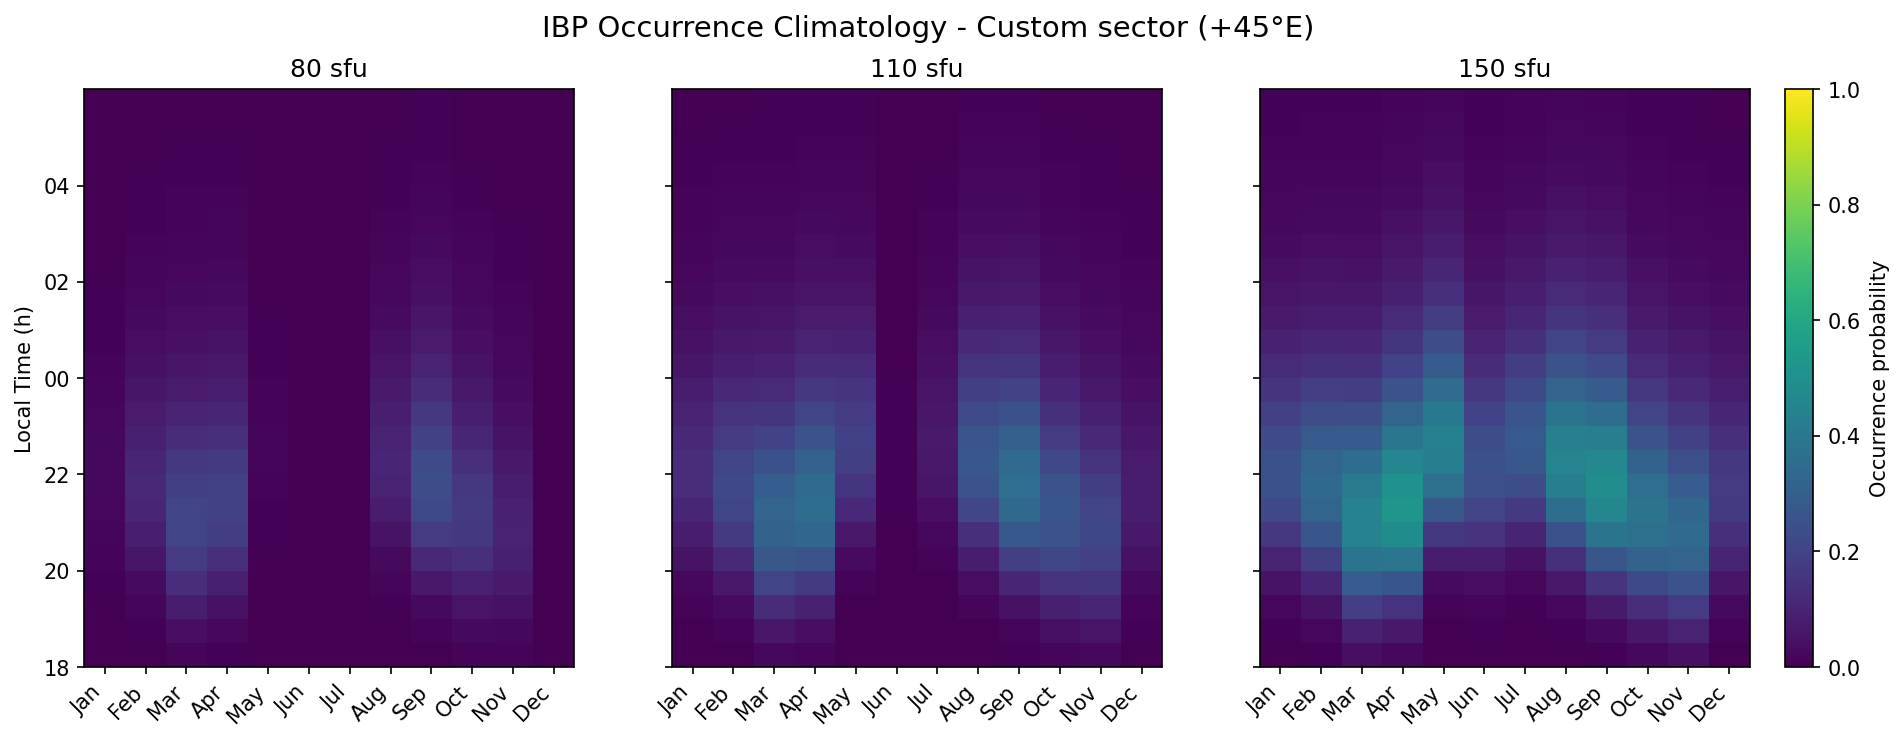 IBP Occurrence Climatology - Custom sector (+45°E)
80 sfu
110 sfu
150 sfu
Local Time (h)
04
02
00
22
20
18
Jan
Feb
Mar
Apr
May
Jun
Jul
Aug
Sep
Oct
Nov
Dec
Jan
Feb
Mar
Apr
May
Jun
Jul
Aug
Sep
Oct
Nov
Dec
Jan
Feb
Mar
Apr
May
Jun
Jul
Aug
Sep
Oct
Nov
Dec
1.0
0.8
0.6
0.4
0.2
0.0
Occurrence probability